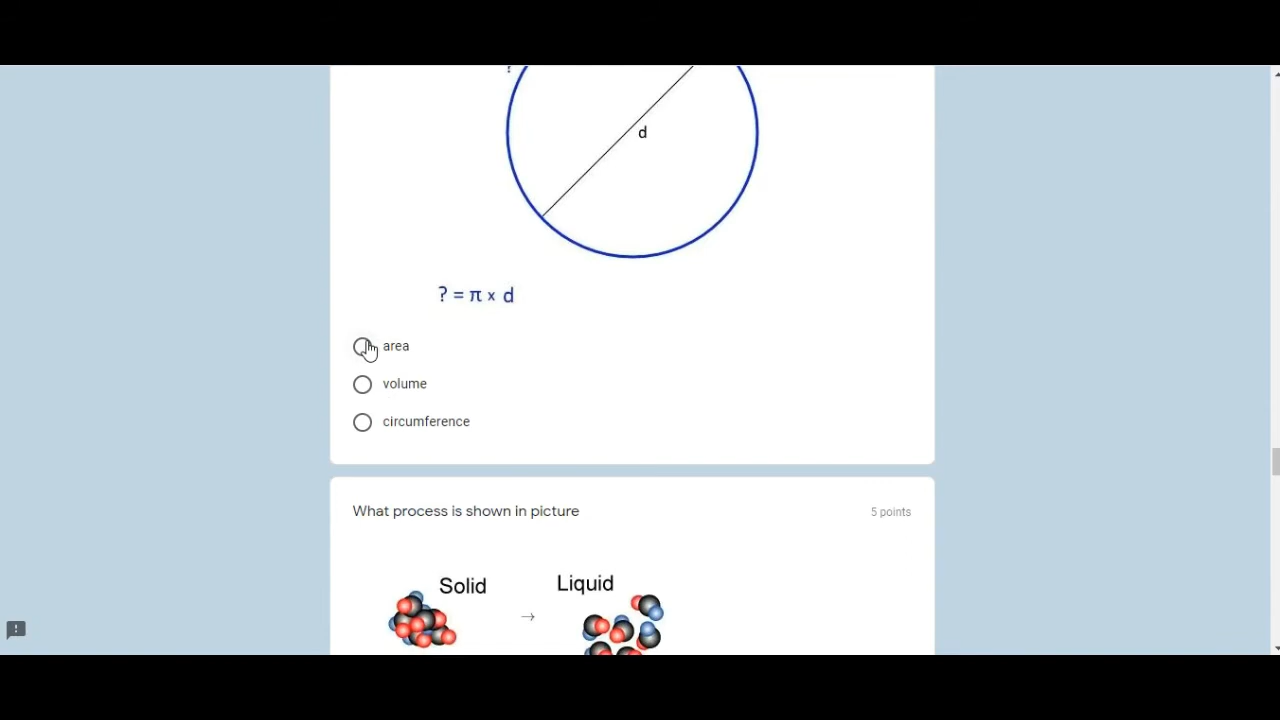 ?
d
? = π × d
area
volume
circumference
What process is shown in picture
5 points
Solid
→
Liquid
!